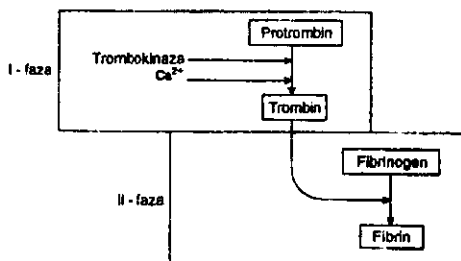 Protrombin
Trombokinaza
Ca²⁺
I - faza
Trombin
Fibrinogen
II - faza
Fibrin